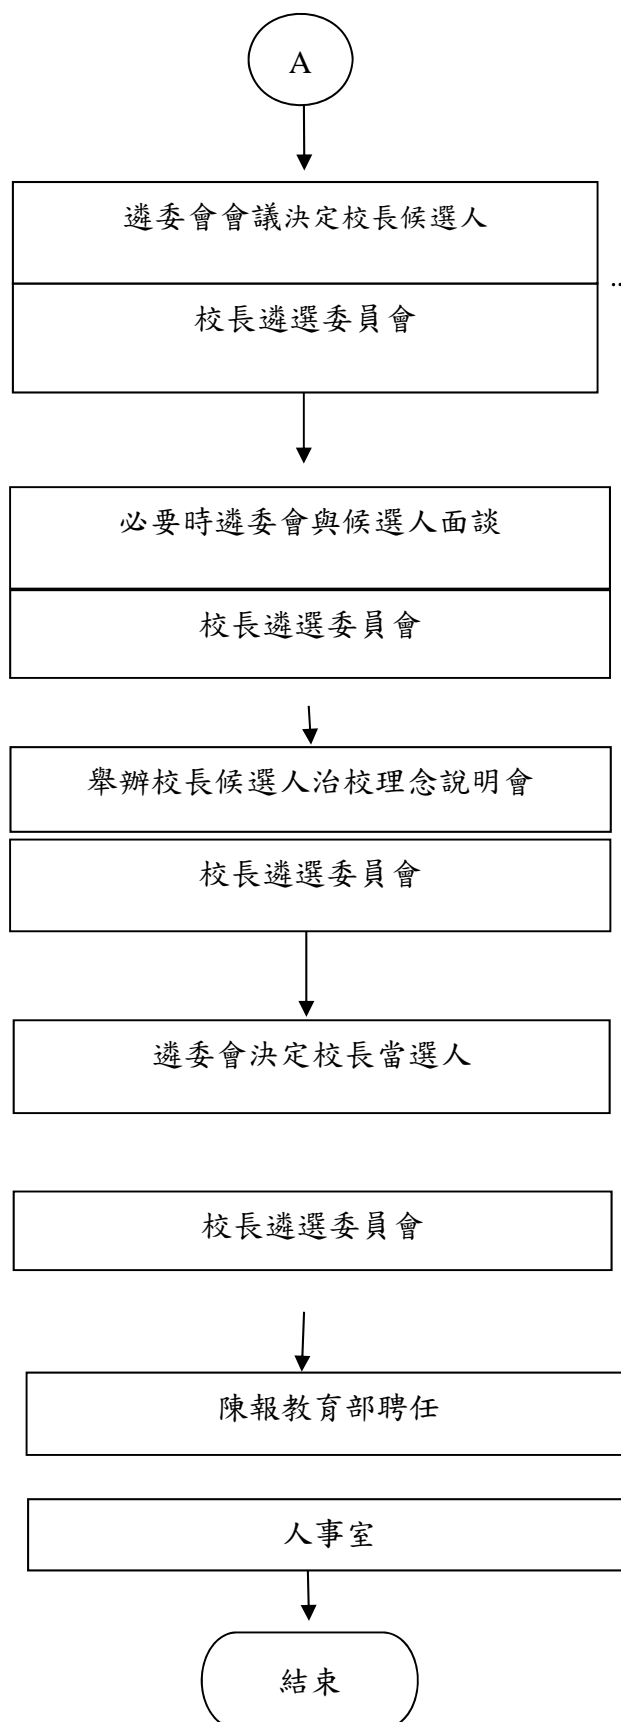 A
遴委會會議決定校長候選人
..
校長遴選委員會
必要時遴委會與候選人面談
校長遴選委員會
舉辦校長候選人治校理念說明會
校長遴選委員會
遴委會決定校長當選人
校長遴選委員會
陳報教育部聘任
人事室
結束